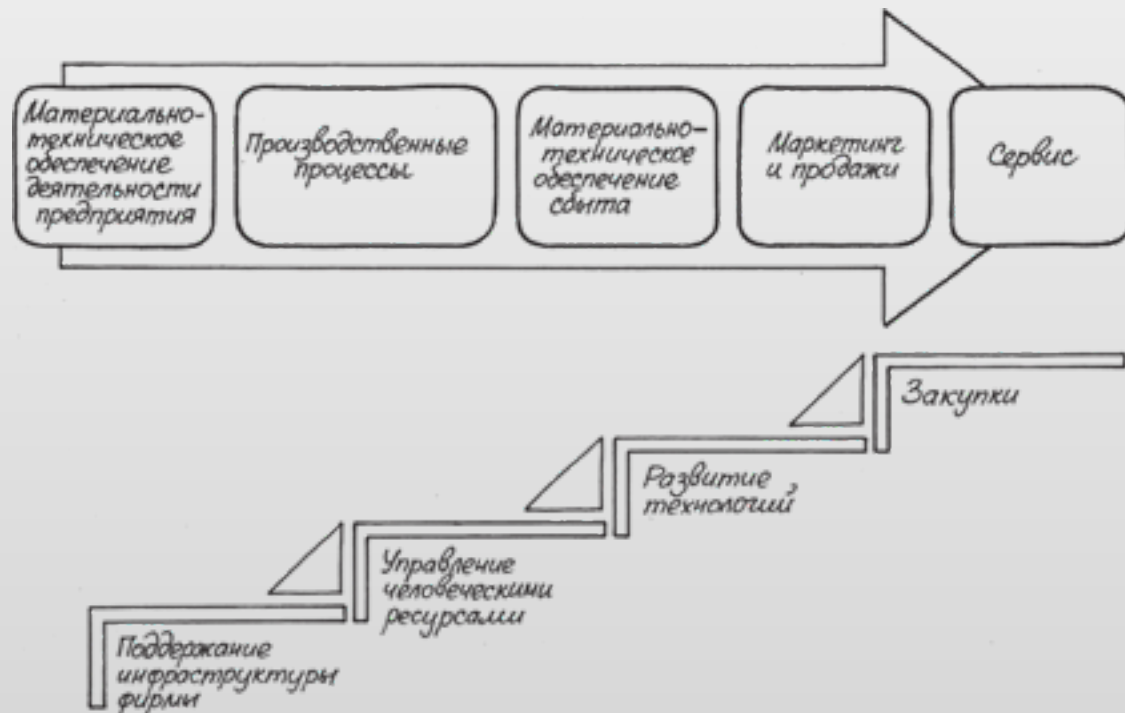 Материально-
техническое
обеспечение
деятельности
предприятия
Производственные
процессы
Материально-
техническое
обеспечение
сбыта
Маркетинг
и продажи
Сервис
Закупки
Развитие
технологий
Управление
человеческими
ресурсами
Поддержание
инфраструктуры
фирмы